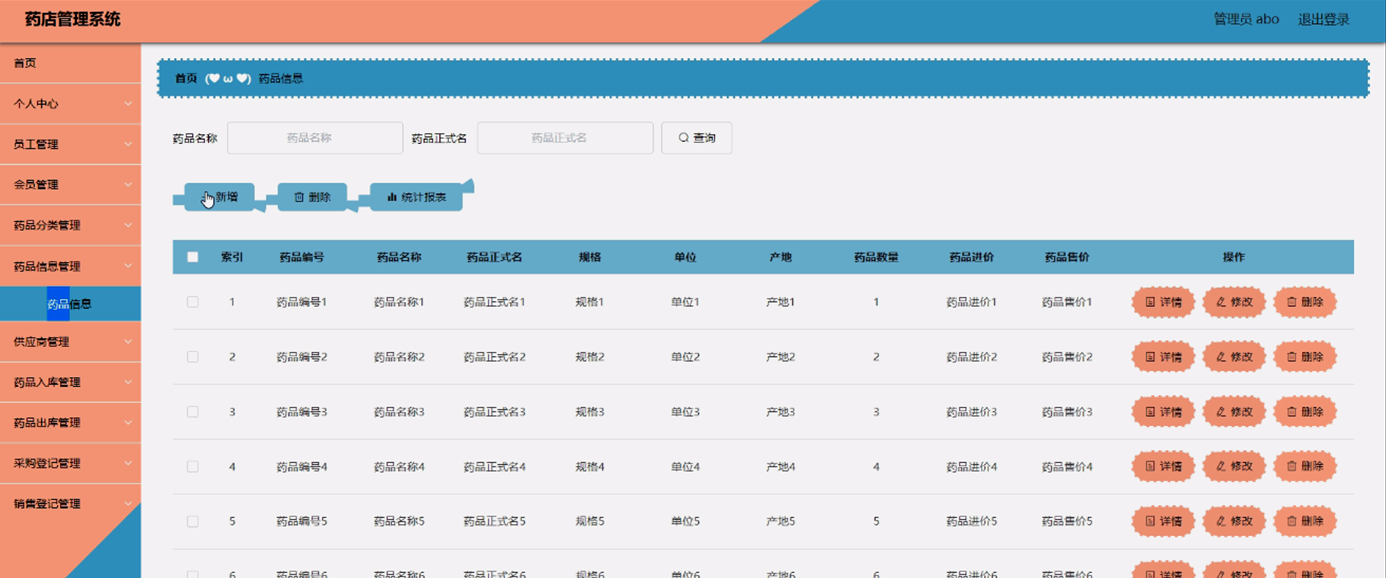 药店管理系统
管理员 abo 退出登录
首页
个人中心
员工管理
会员管理
药品分类管理
药品信息管理
药品信息
供应商管理
药品入库管理
药品出库管理
采购登记管理
销售登记管理
首页 (♥ω♥) 药品信息
药品名称 药品名称 药品正式名 药品正式名 查询
新增 删除 统计报表
索引 药品编号 药品名称 药品正式名 规格 单位 产地 药品数量 药品进价 药品售价 操作
1 药品编号1 药品名称1 药品正式名1 规格1 单位1 产地1 1 药品进价1 药品售价1 详情 修改 删除
2 药品编号2 药品名称2 药品正式名2 规格2 单位2 产地2 2 药品进价2 药品售价2 详情 修改 删除
3 药品编号3 药品名称3 药品正式名3 规格3 单位3 产地3 3 药品进价3 药品售价3 详情 修改 删除
4 药品编号4 药品名称4 药品正式名4 规格4 单位4 产地4 4 药品进价4 药品售价4 详情 修改 删除
5 药品编号5 药品名称5 药品正式名5 规格5 单位5 产地5 5 药品进价5 药品售价5 详情 修改 删除
6 药品编号6 药品名称6 药品正式名6 规格6 单位6 产地6 6 药品进价6 药品售价6 详情 修改 删除